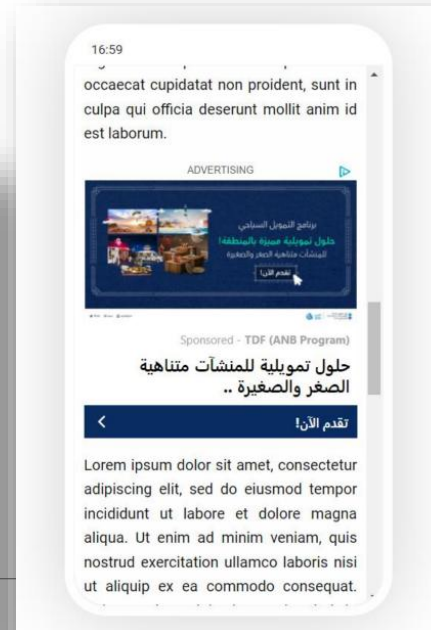 16:59
occaecat cupidatat non proident, sunt in
culpa qui officia deserunt mollit anim id
est laborum.
ADVERTISING
برنامج التمويل السياحي
حلول تمويلية مميزة بالمنطقة!
للمنشآت متناهية الصغر والصغيرة
تقدم الآن!
Sponsored - TDF (ANB Program)
حلول تمويلية للمنشآت متناهية
الصغر والصغيرة ..
تقدم الآن!
Lorem ipsum dolor sit amet, consectetur
adipiscing elit, sed do eiusmod tempor
incididunt ut labore et dolore magna
aliqua. Ut enim ad minim veniam, quis
nostrud exercitation ullamco laboris nisi
ut aliquip ex ea commodo consequat.